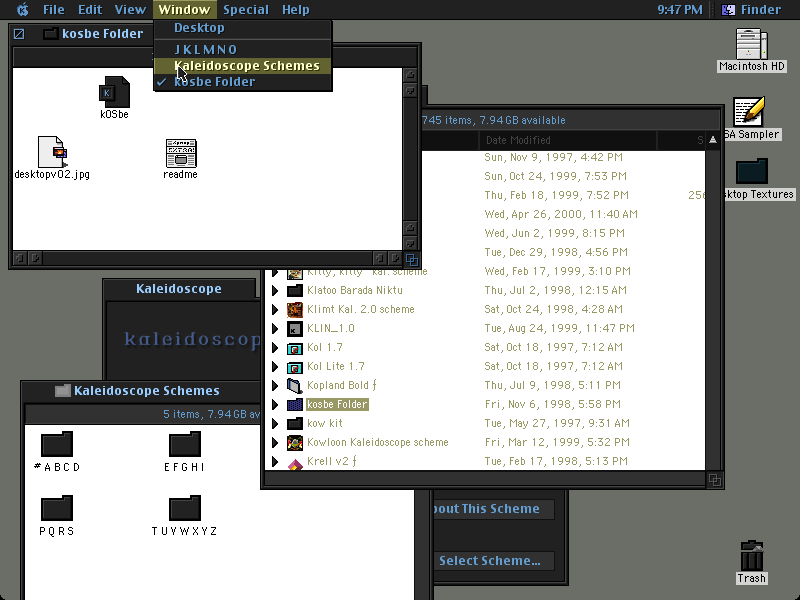 File Edit View Window Special Help 9:47 PM Finder
Desktop
J K L M N O
Kaleidoscope Schemes
kosbe Folder
kosbe Folder
k0Sbe
desktopv02.jpg
readme
Macintosh HD
SA Sampler
sktop Textures
745 items, 7.94 GB available
Date Modified S
Sun, Nov 9, 1997, 4:42 PM
Sun, Oct 24, 1999, 7:53 PM
Thu, Feb 18, 1999, 7:52 PM 256
Wed, Apr 26, 2000, 11:40 AM
Wed, Jun 2, 1999, 8:15 PM
Tue, Dec 29, 1998, 4:56 PM
Kitty, kitty kal. scheme Wed, Feb 17, 1999, 3:10 PM
Klatoo Barada Niktu Thu, Jul 2, 1998, 12:15 AM
Klimt Kal. 2.0 scheme Sat, Oct 24, 1998, 4:28 AM
KLIN_1.0 Tue, Aug 24, 1999, 11:47 PM
Kol 1.7 Sat, Oct 18, 1997, 7:12 AM
Kol Lite 1.7 Sat, Oct 18, 1997, 7:12 AM
Kopland Bold ƒ Thu, Jul 9, 1998, 5:11 PM
kosbe Folder Fri, Nov 6, 1998, 5:58 PM
kow kit Tue, May 27, 1997, 9:31 AM
Kowloon Kaleidoscope scheme Fri, Mar 12, 1999, 5:32 PM
Krell v2 ƒ Tue, Feb 17, 1998, 5:13 PM
Kaleidoscope
kaleidoscop
Kaleidoscope Schemes
5 items, 7.94 GB av
#ABCD
EFGHI
PQRS
TUVWXYZ
bout This Scheme
Select Scheme...
Trash